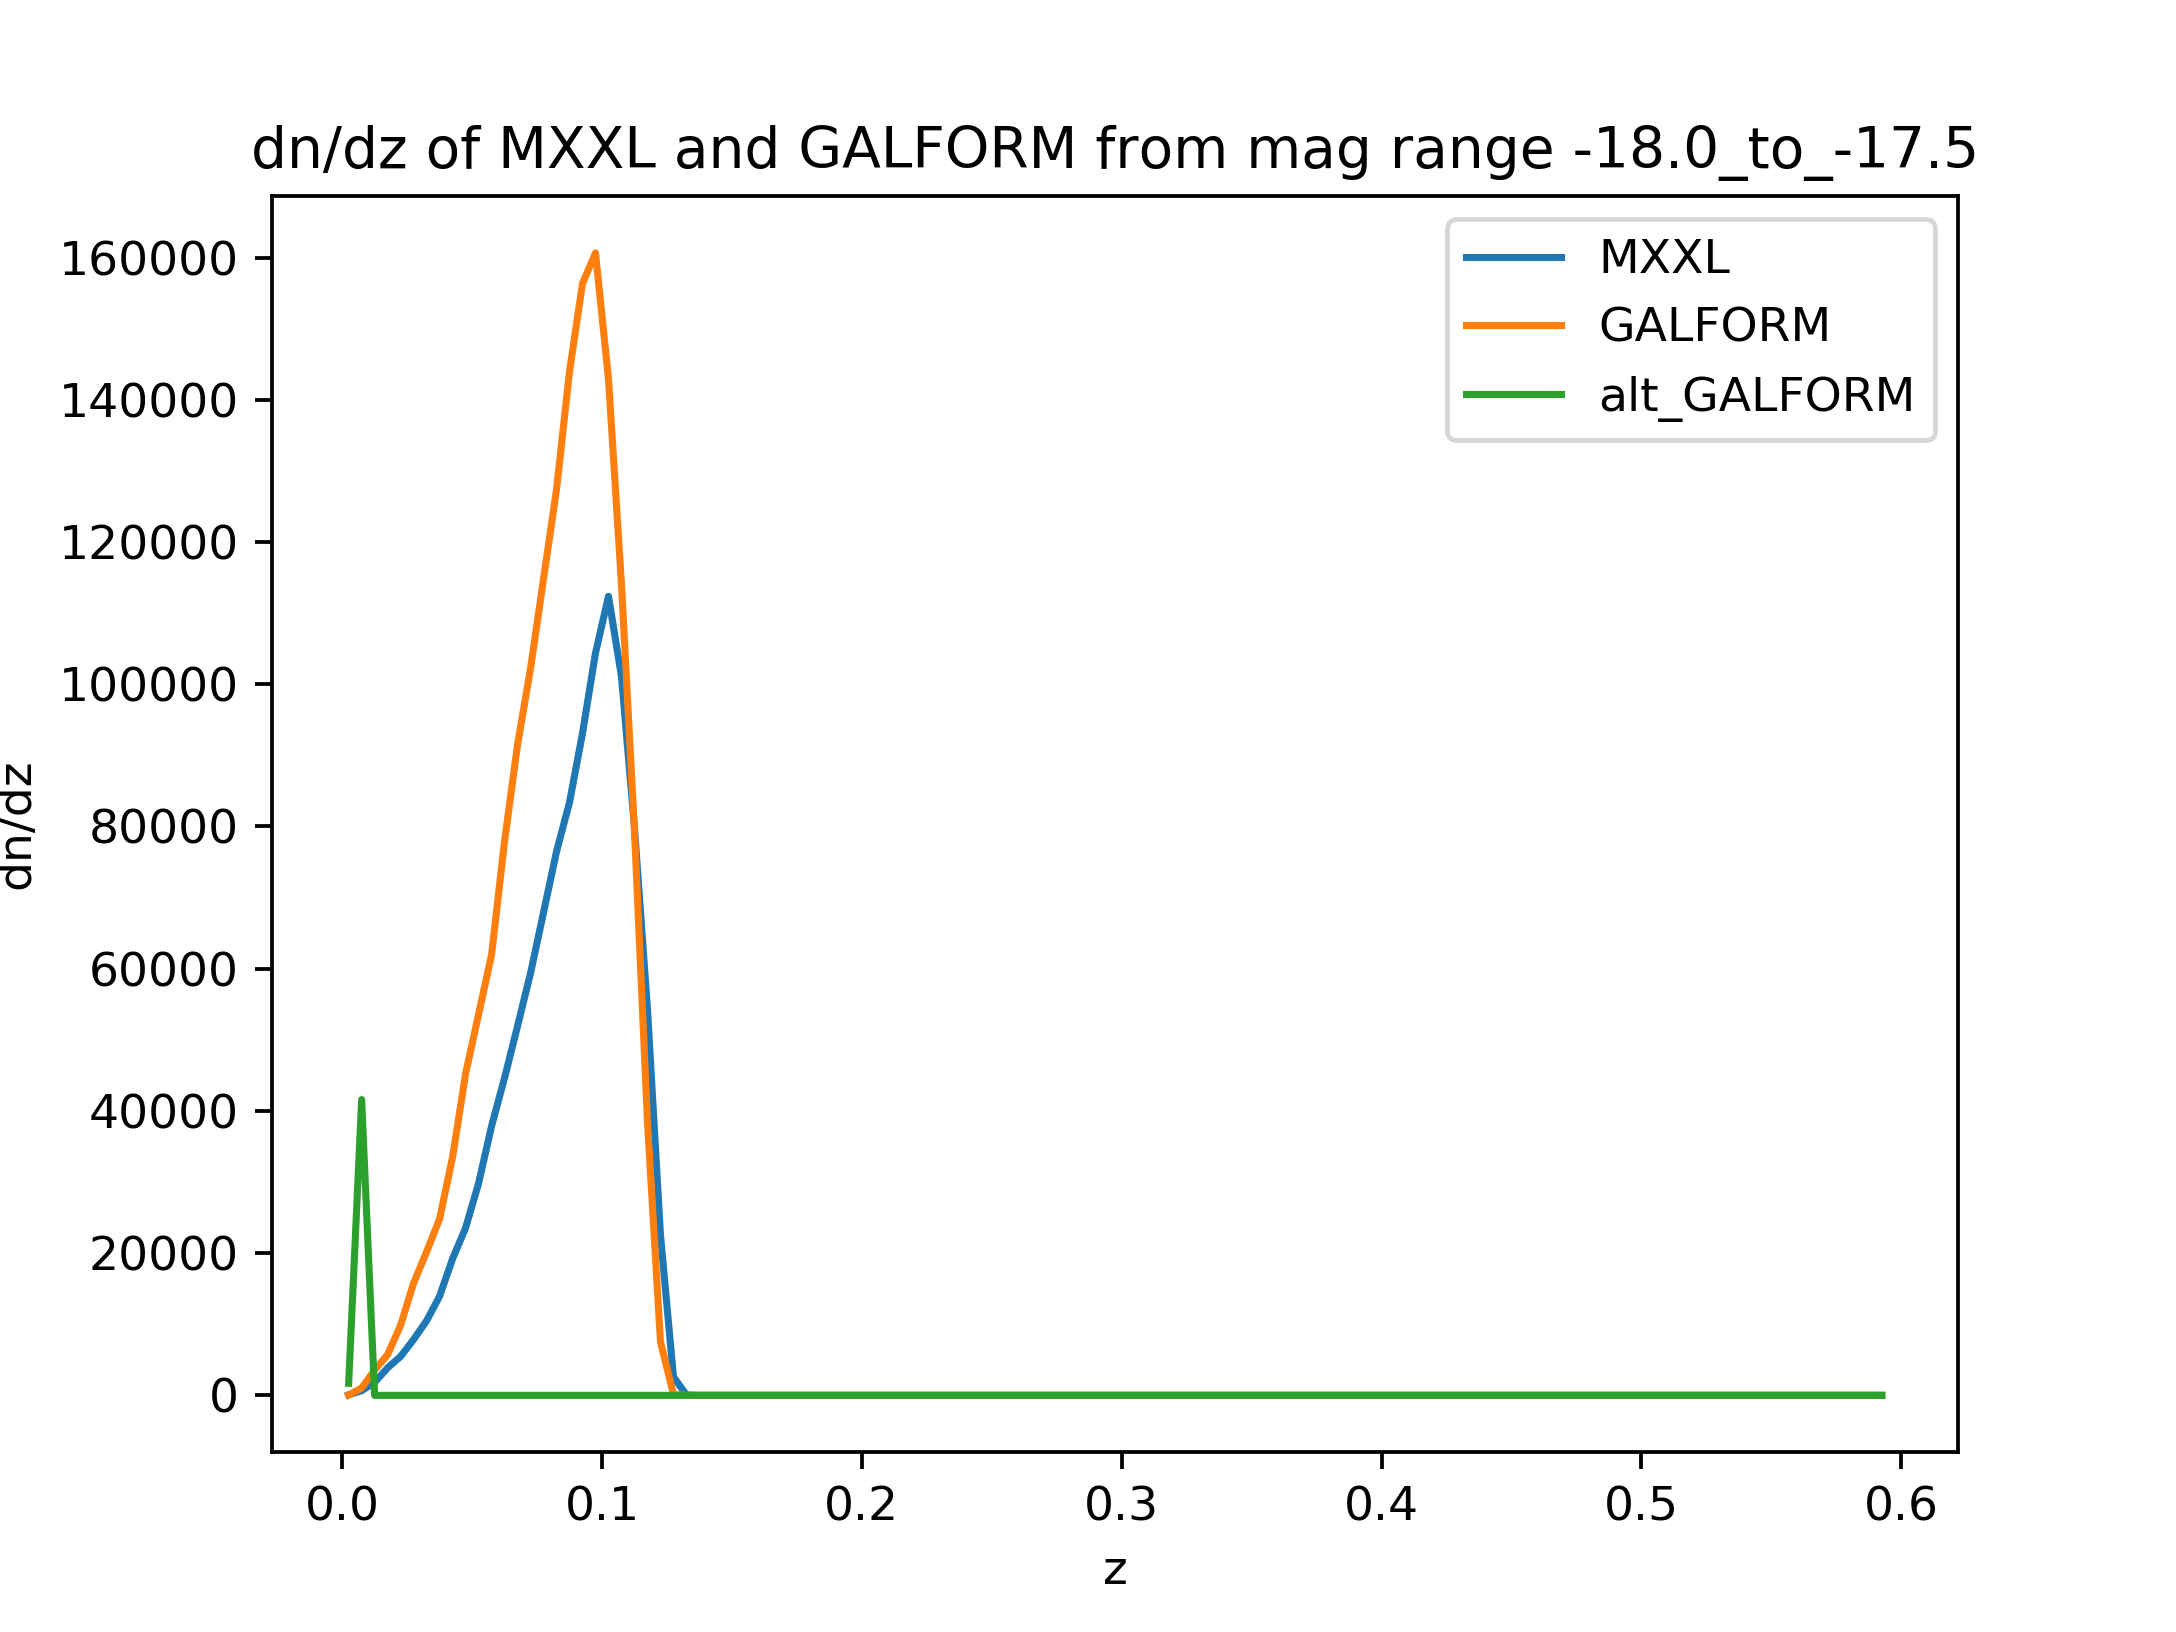 dn/dz of MXXL and GALFORM from mag range -18.0_to_-17.5
MXXL
GALFORM
alt_GALFORM
160000
140000
120000
100000
80000
60000
40000
20000
0
dn/dz
0.0 0.1 0.2 0.3 0.4 0.5 0.6
z